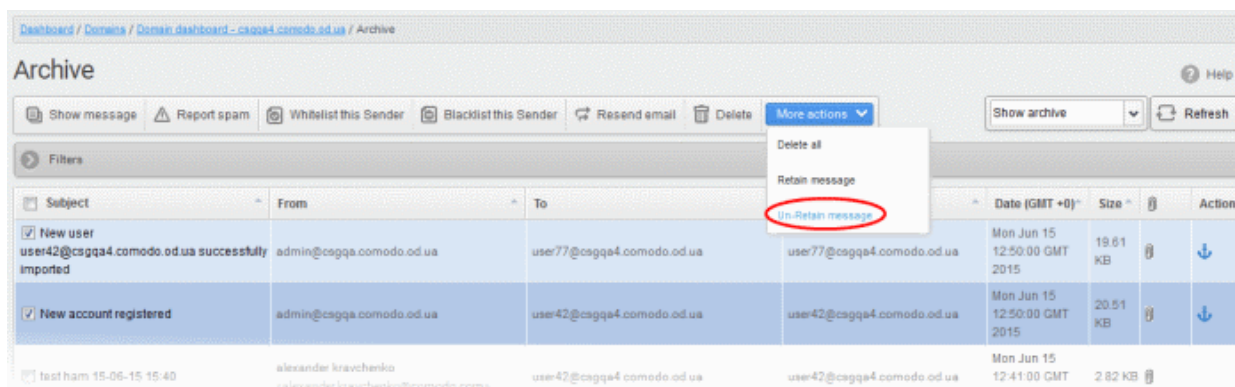 Dashboard / Domains / Domain dashboard - csgqa4.comodo.od.ua / Archive
Archive
Help
Show message Report spam Whitelist this Sender Blacklist this Sender Resend email Delete More actions Show archive Refresh
Delete all
Filters
Retain message
Subject From To Date (GMT +0) Size Action
Un-Retain message
New user
user42@csgqa4.comodo.od.ua successfully
imported
admin@csgqa.comodo.od.ua user77@csgqa4.comodo.od.ua user77@csgqa4.comodo.od.ua
Mon Jun 15
12:50:00 GMT
2015
19.61
KB
New account registered admin@csgqa.comodo.od.ua user42@csgqa4.comodo.od.ua user42@csgqa4.comodo.od.ua
Mon Jun 15
12:50:00 GMT
2015
20.51
KB
test ham 15-06-15 15:40
alexander kravchenko
user42@csgqa4.comodo.od.ua user42@csgqa4.comodo.od.ua
Mon Jun 15
12:41:00 GMT
2.82 KB